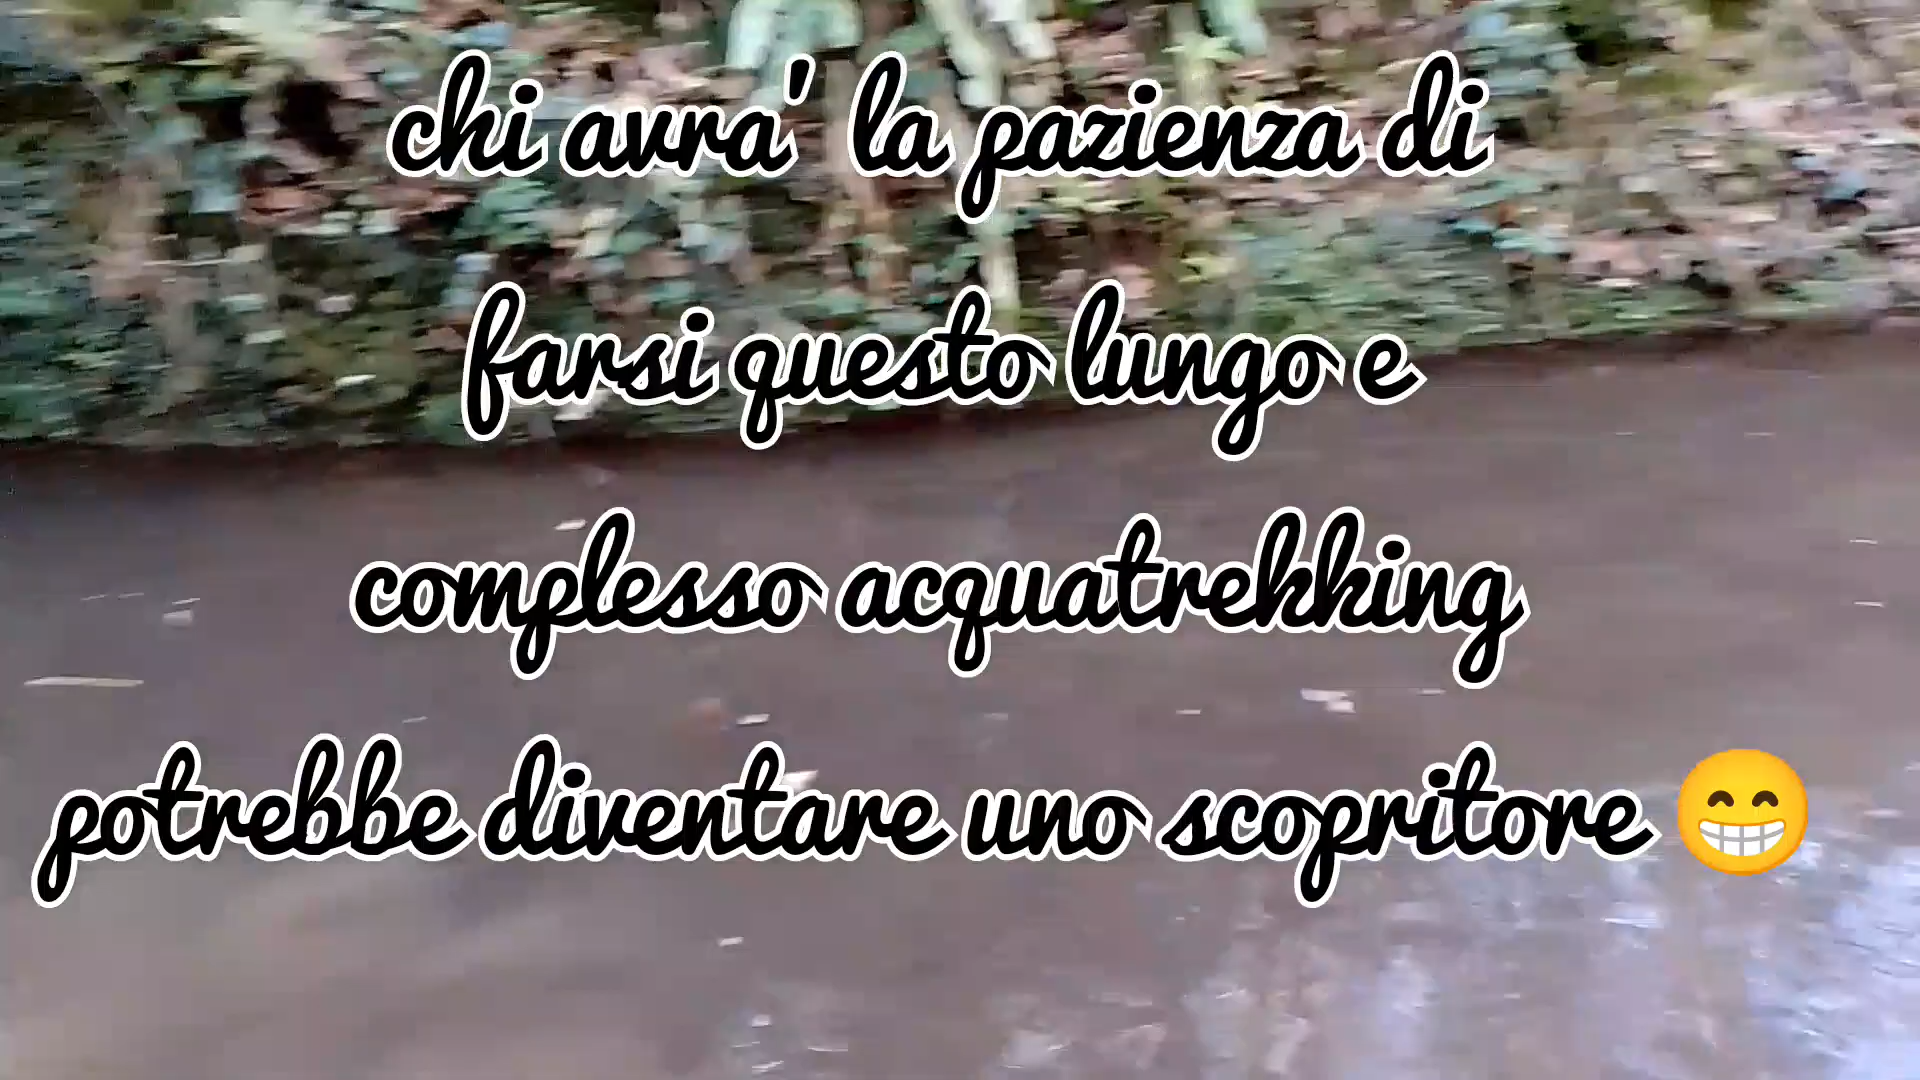 chi avra' la pazienza di
farsi questo lungo e
complesso acquatrekking
potrebbe diventare uno scopritore 😁